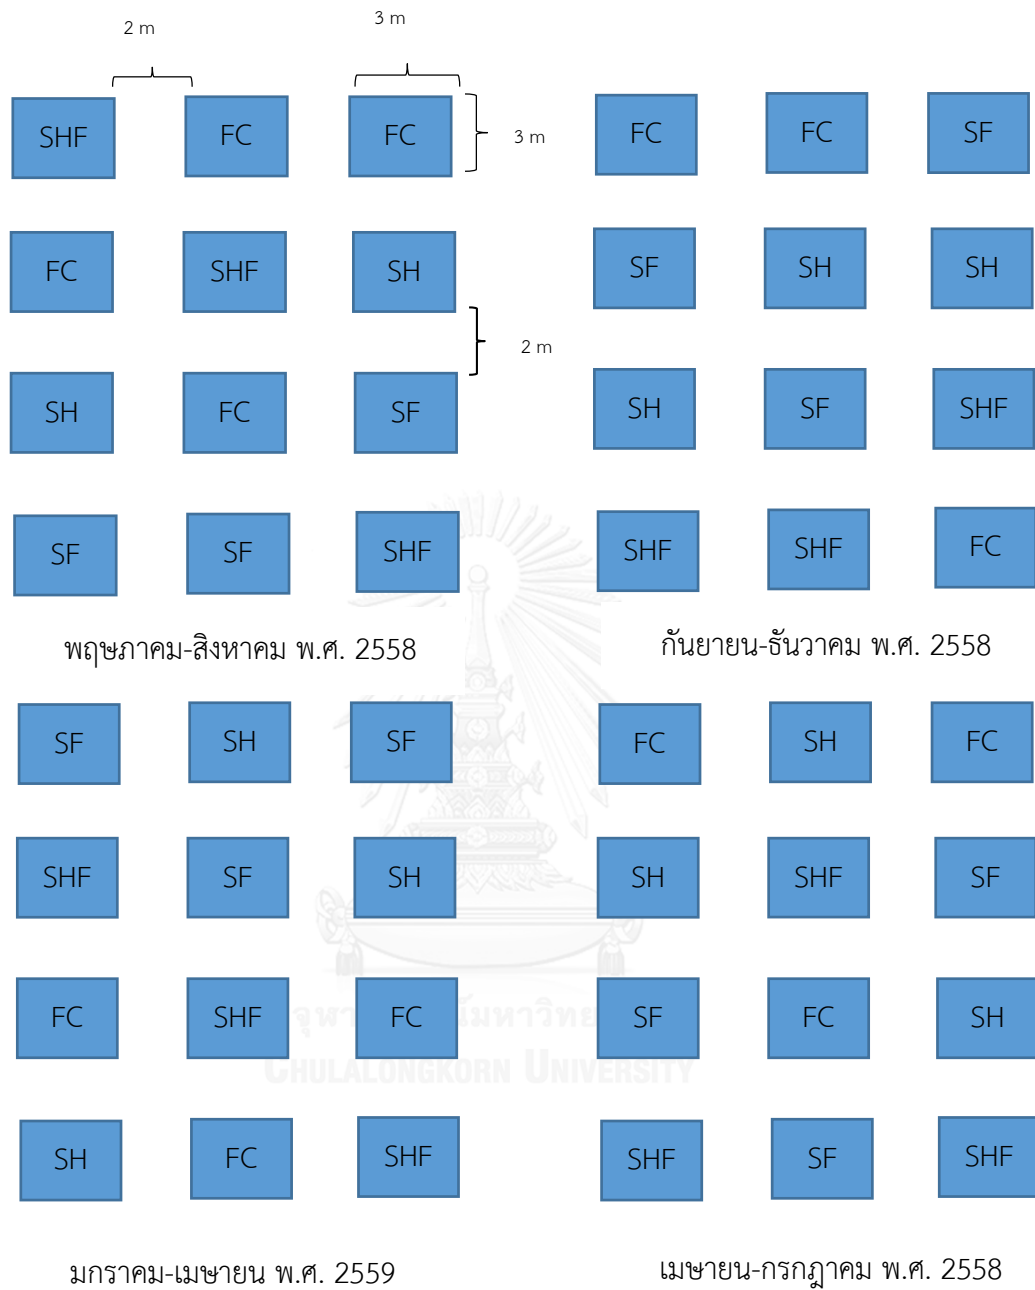 2 m
3 m
SHF FC FC
3 m
FC FC SF
FC SHF SH
SF SH SH
2 m
SH FC SF
SH SF SHF
SF SF SHF
SHF SHF FC
พฤษภาคม-สิงหาคม พ.ศ. 2558
กันยายน-ธันวาคม พ.ศ. 2558
SF SH SF
FC SH FC
SHF SF SH
SH SHF SF
FC SHF FC
SF FC SH
CHULALONGKORN UNIVERSITY
SH FC SHF
SHF SF SHF
มกราคม-เมษายน พ.ศ. 2559
เมษายน-กรกฎาคม พ.ศ. 2558